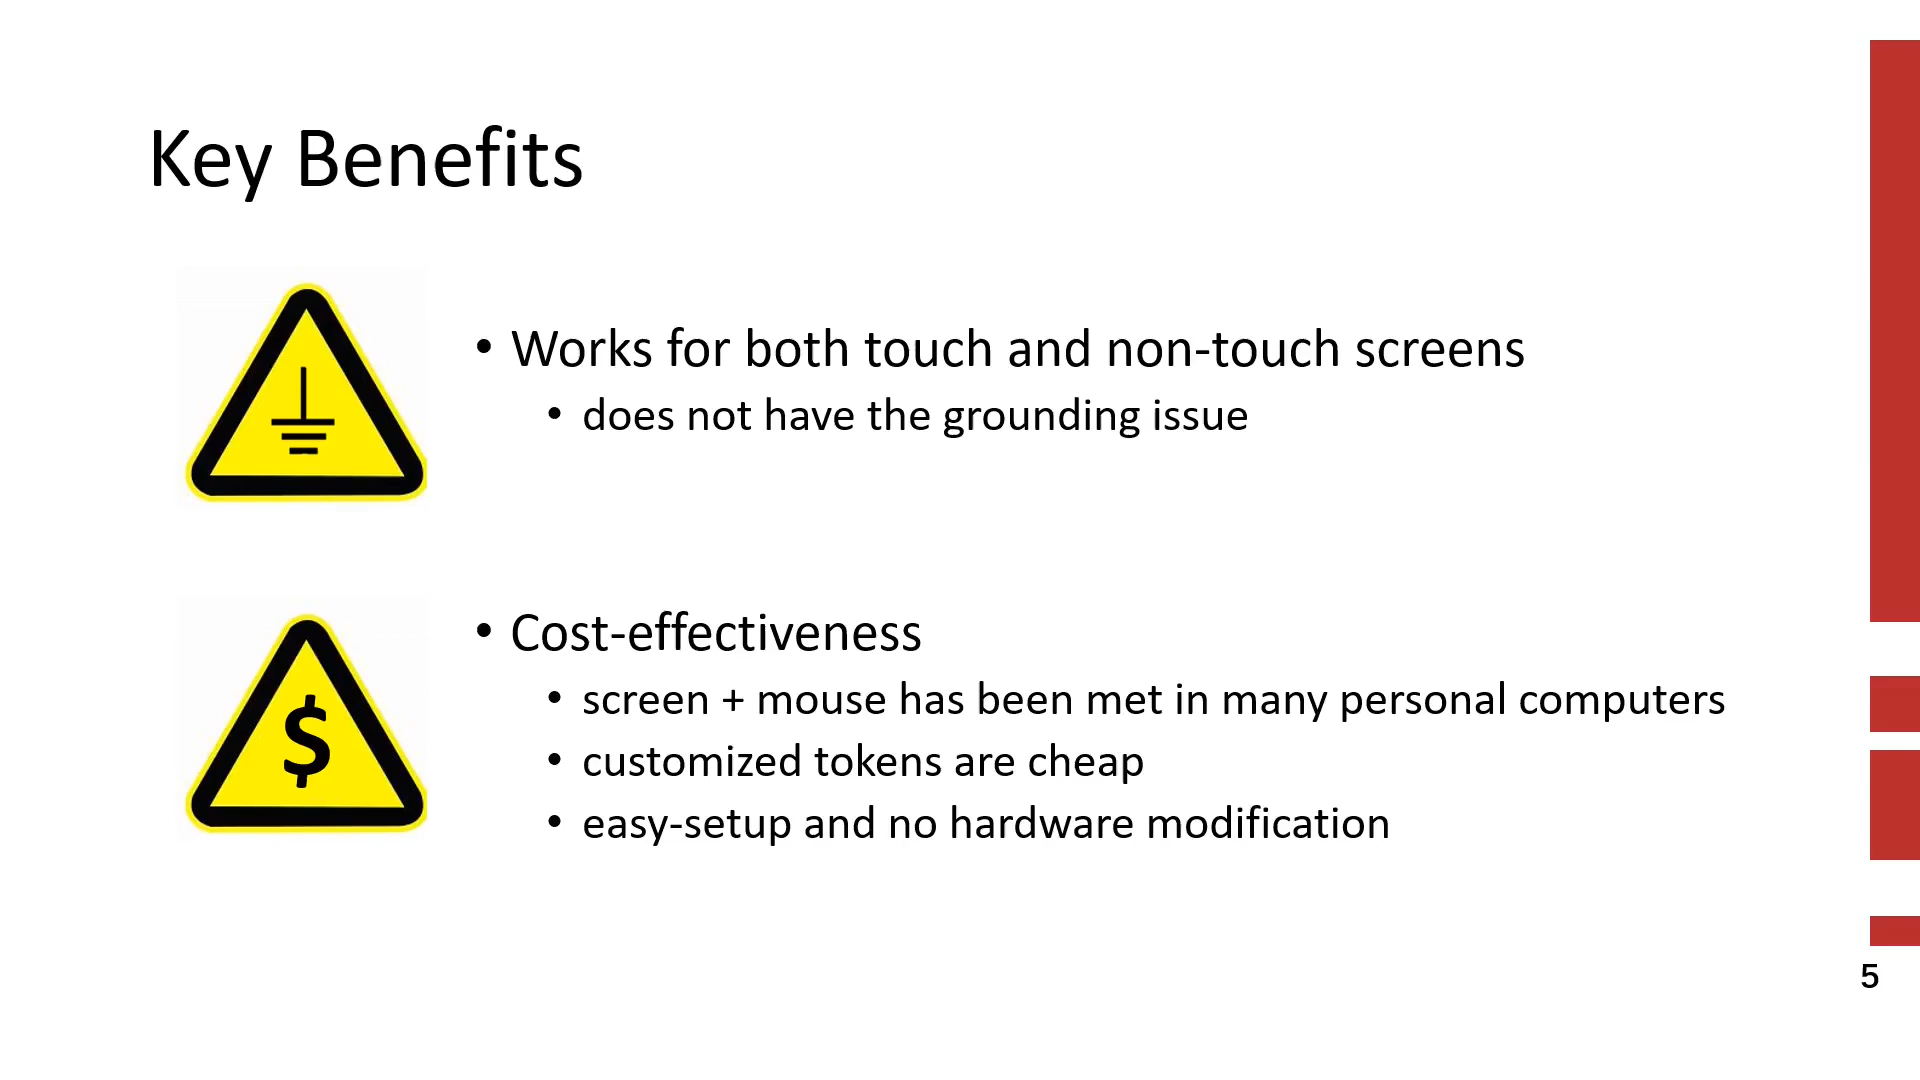 Key Benefits
• Works for both touch and non-touch screens
• does not have the grounding issue
$
• Cost-effectiveness
• screen + mouse has been met in many personal computers
• customized tokens are cheap
• easy-setup and no hardware modification
5